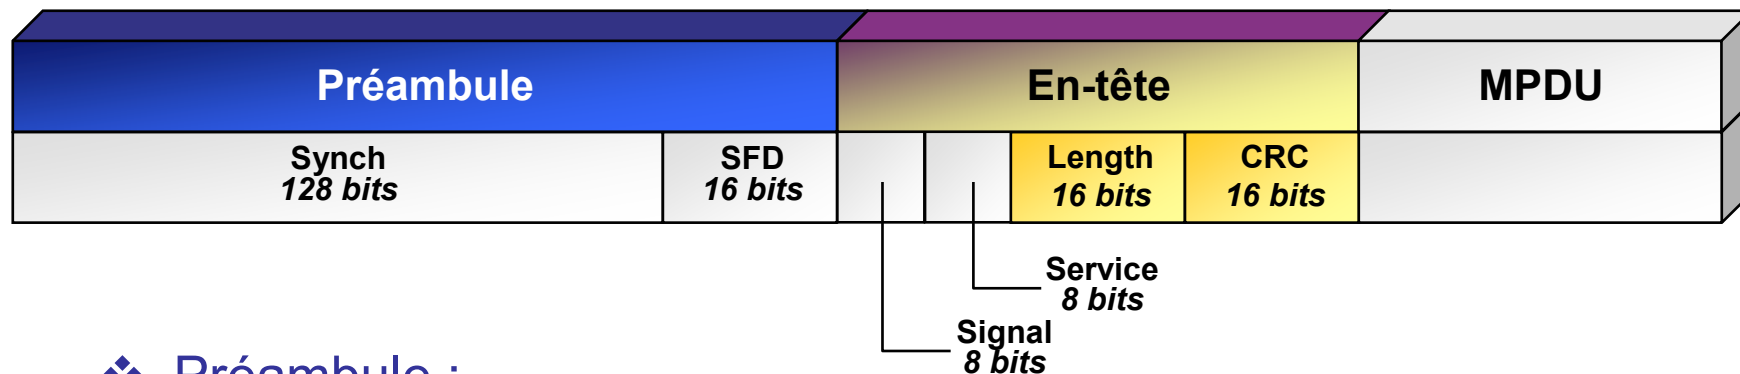 Préambule
En-tête
MPDU
Synch
128 bits
SFD
16 bits
Length
16 bits
CRC
16 bits
Service
8 bits
Signal
8 bits
❖ Préambule :